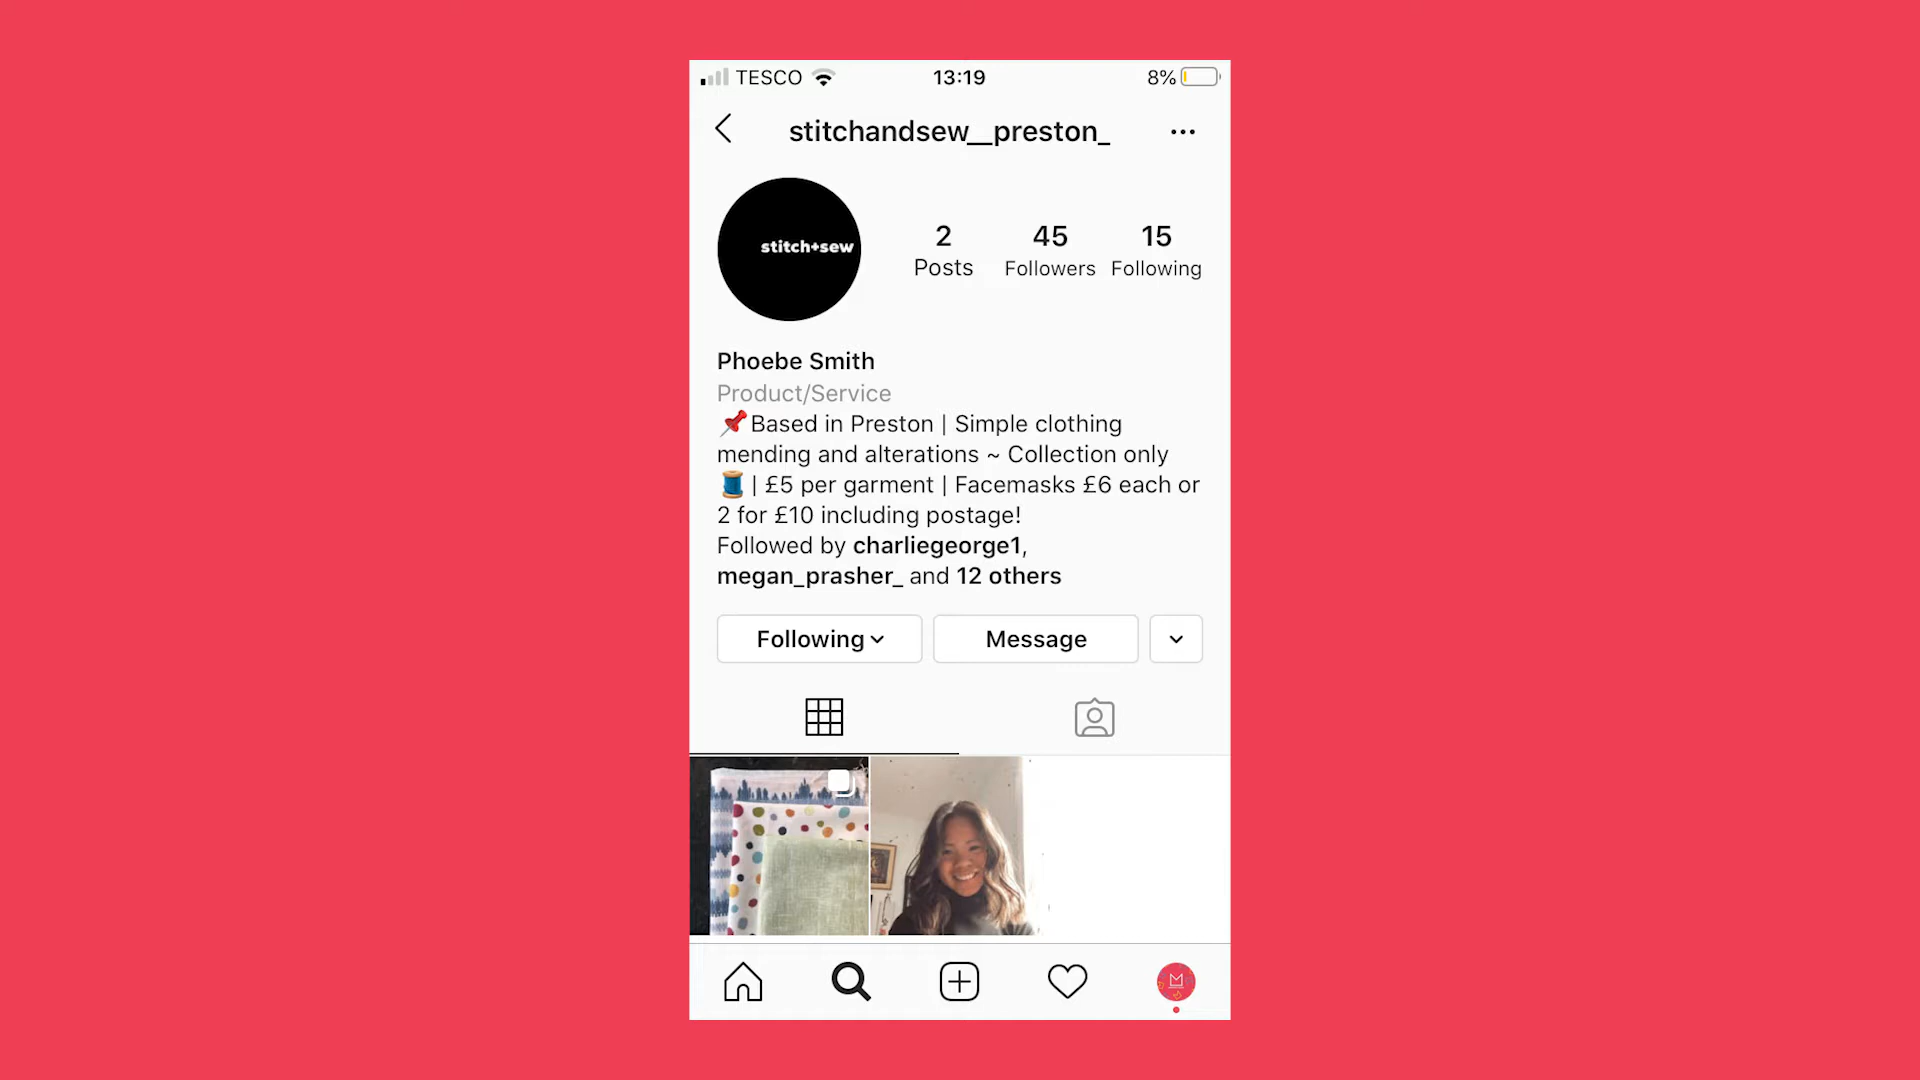 TESCO 13:19 8%
stitchandsew__preston_
stitch+sew
2 45 15
Posts Followers Following
Phoebe Smith
Product/Service
📌Based in Preston | Simple clothing
mending and alterations ~ Collection only
🧵 | £5 per garment | Facemasks £6 each or
2 for £10 including postage!
Followed by charliegeorge1,
megan_prasher_ and 12 others
Following Message